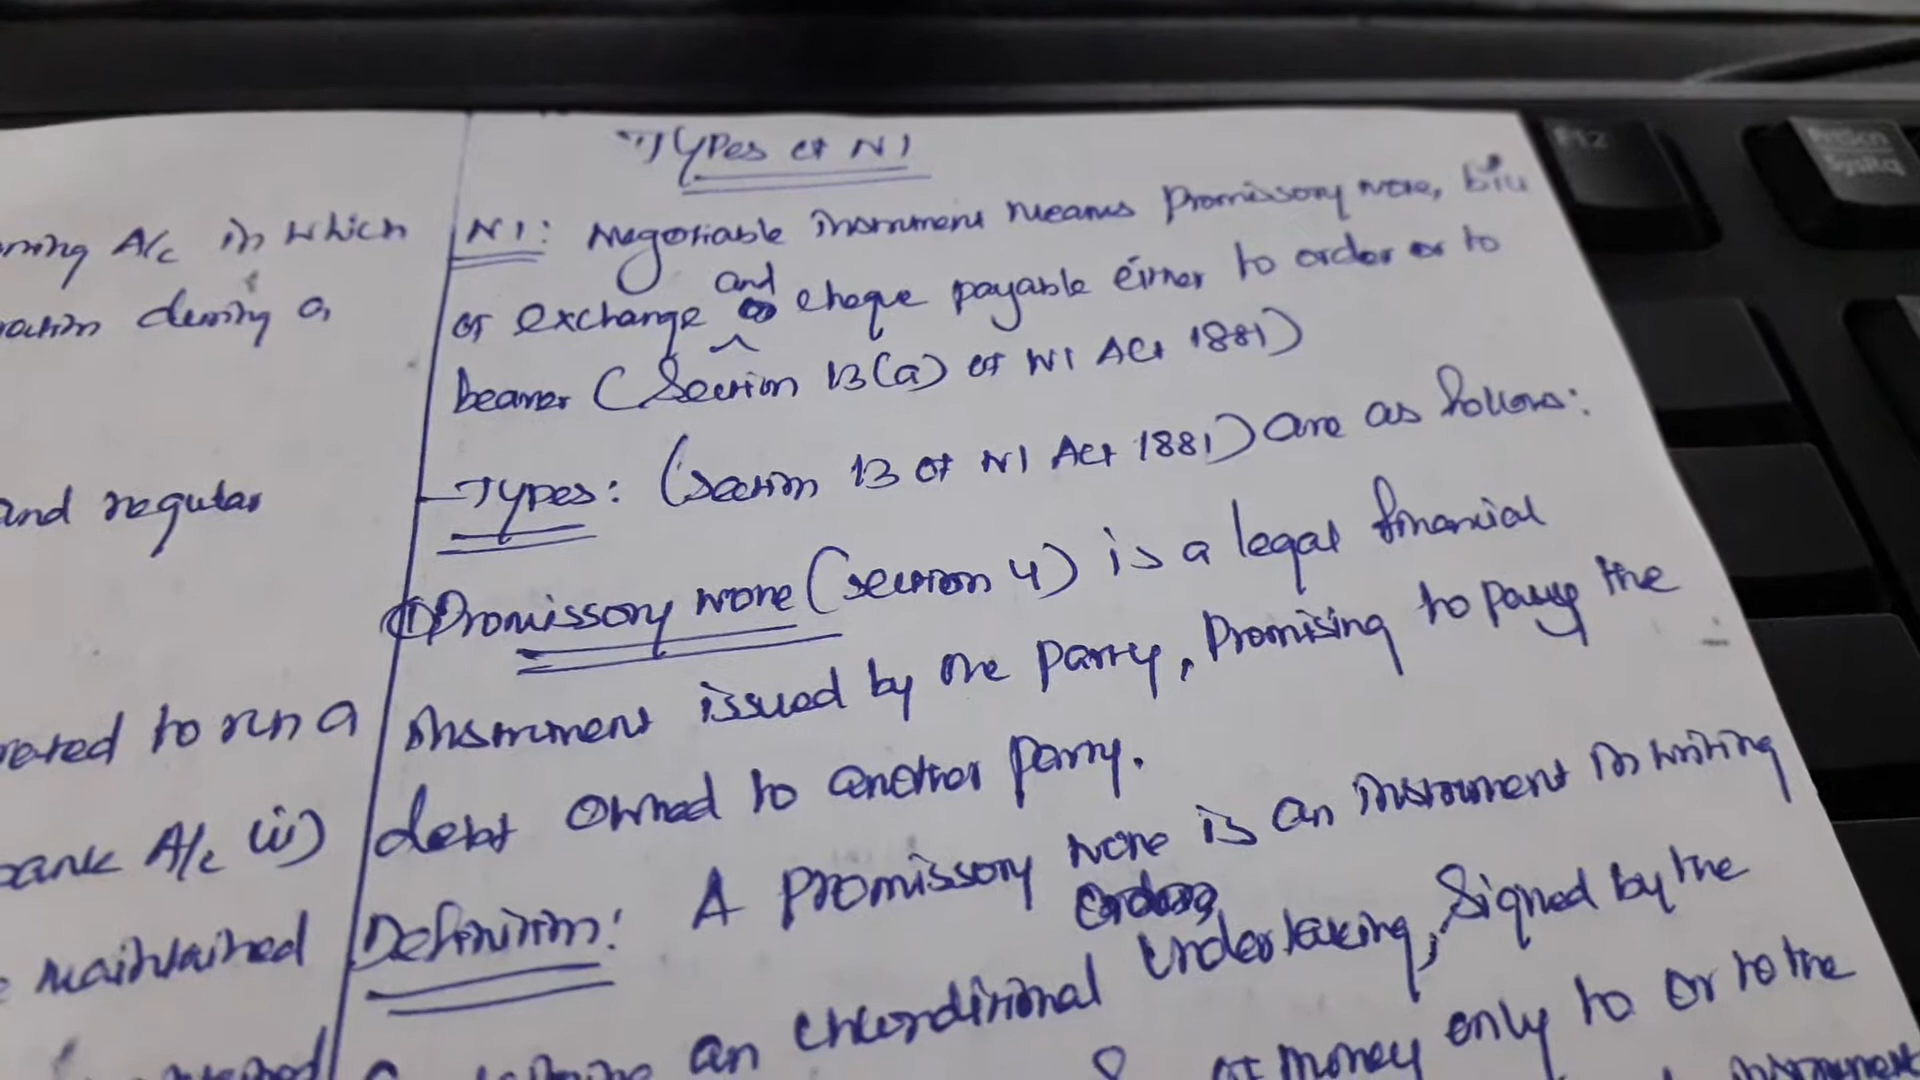 Types of NI
NI: Negotiable instrument means Promissory note, bill
of exchange and cheque payable either to order or to
bearer (Section 13(a) of NI Act 1881)
Types: (Section 13 of NI Act 1881) are as follows:
① Promissory note (section 4) is a legal financial
instrument issued by one party, Promising to pay the
debt owned to another party.
Definition: A promissory note is an instrument in writing
an unconditional undertaking, signed by the
of money only to or to the
instrument
A/c in which
during a
and regular
to run a
bank A/c (ii)
maintained
F12
PrtScn
SysRq